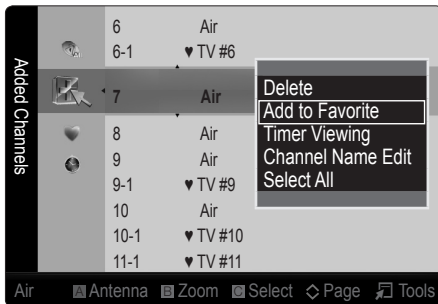 Added Channels
6 Air
6-1 ♥ TV #6
7 Air
8 Air
9 Air
9-1 ♥ TV #9
10 Air
10-1 ♥ TV #10
11-1 ♥ TV #11
Delete
Add to Favorite
Timer Viewing
Channel Name Edit
Select All
Air A Antenna B Zoom C Select Page Tools